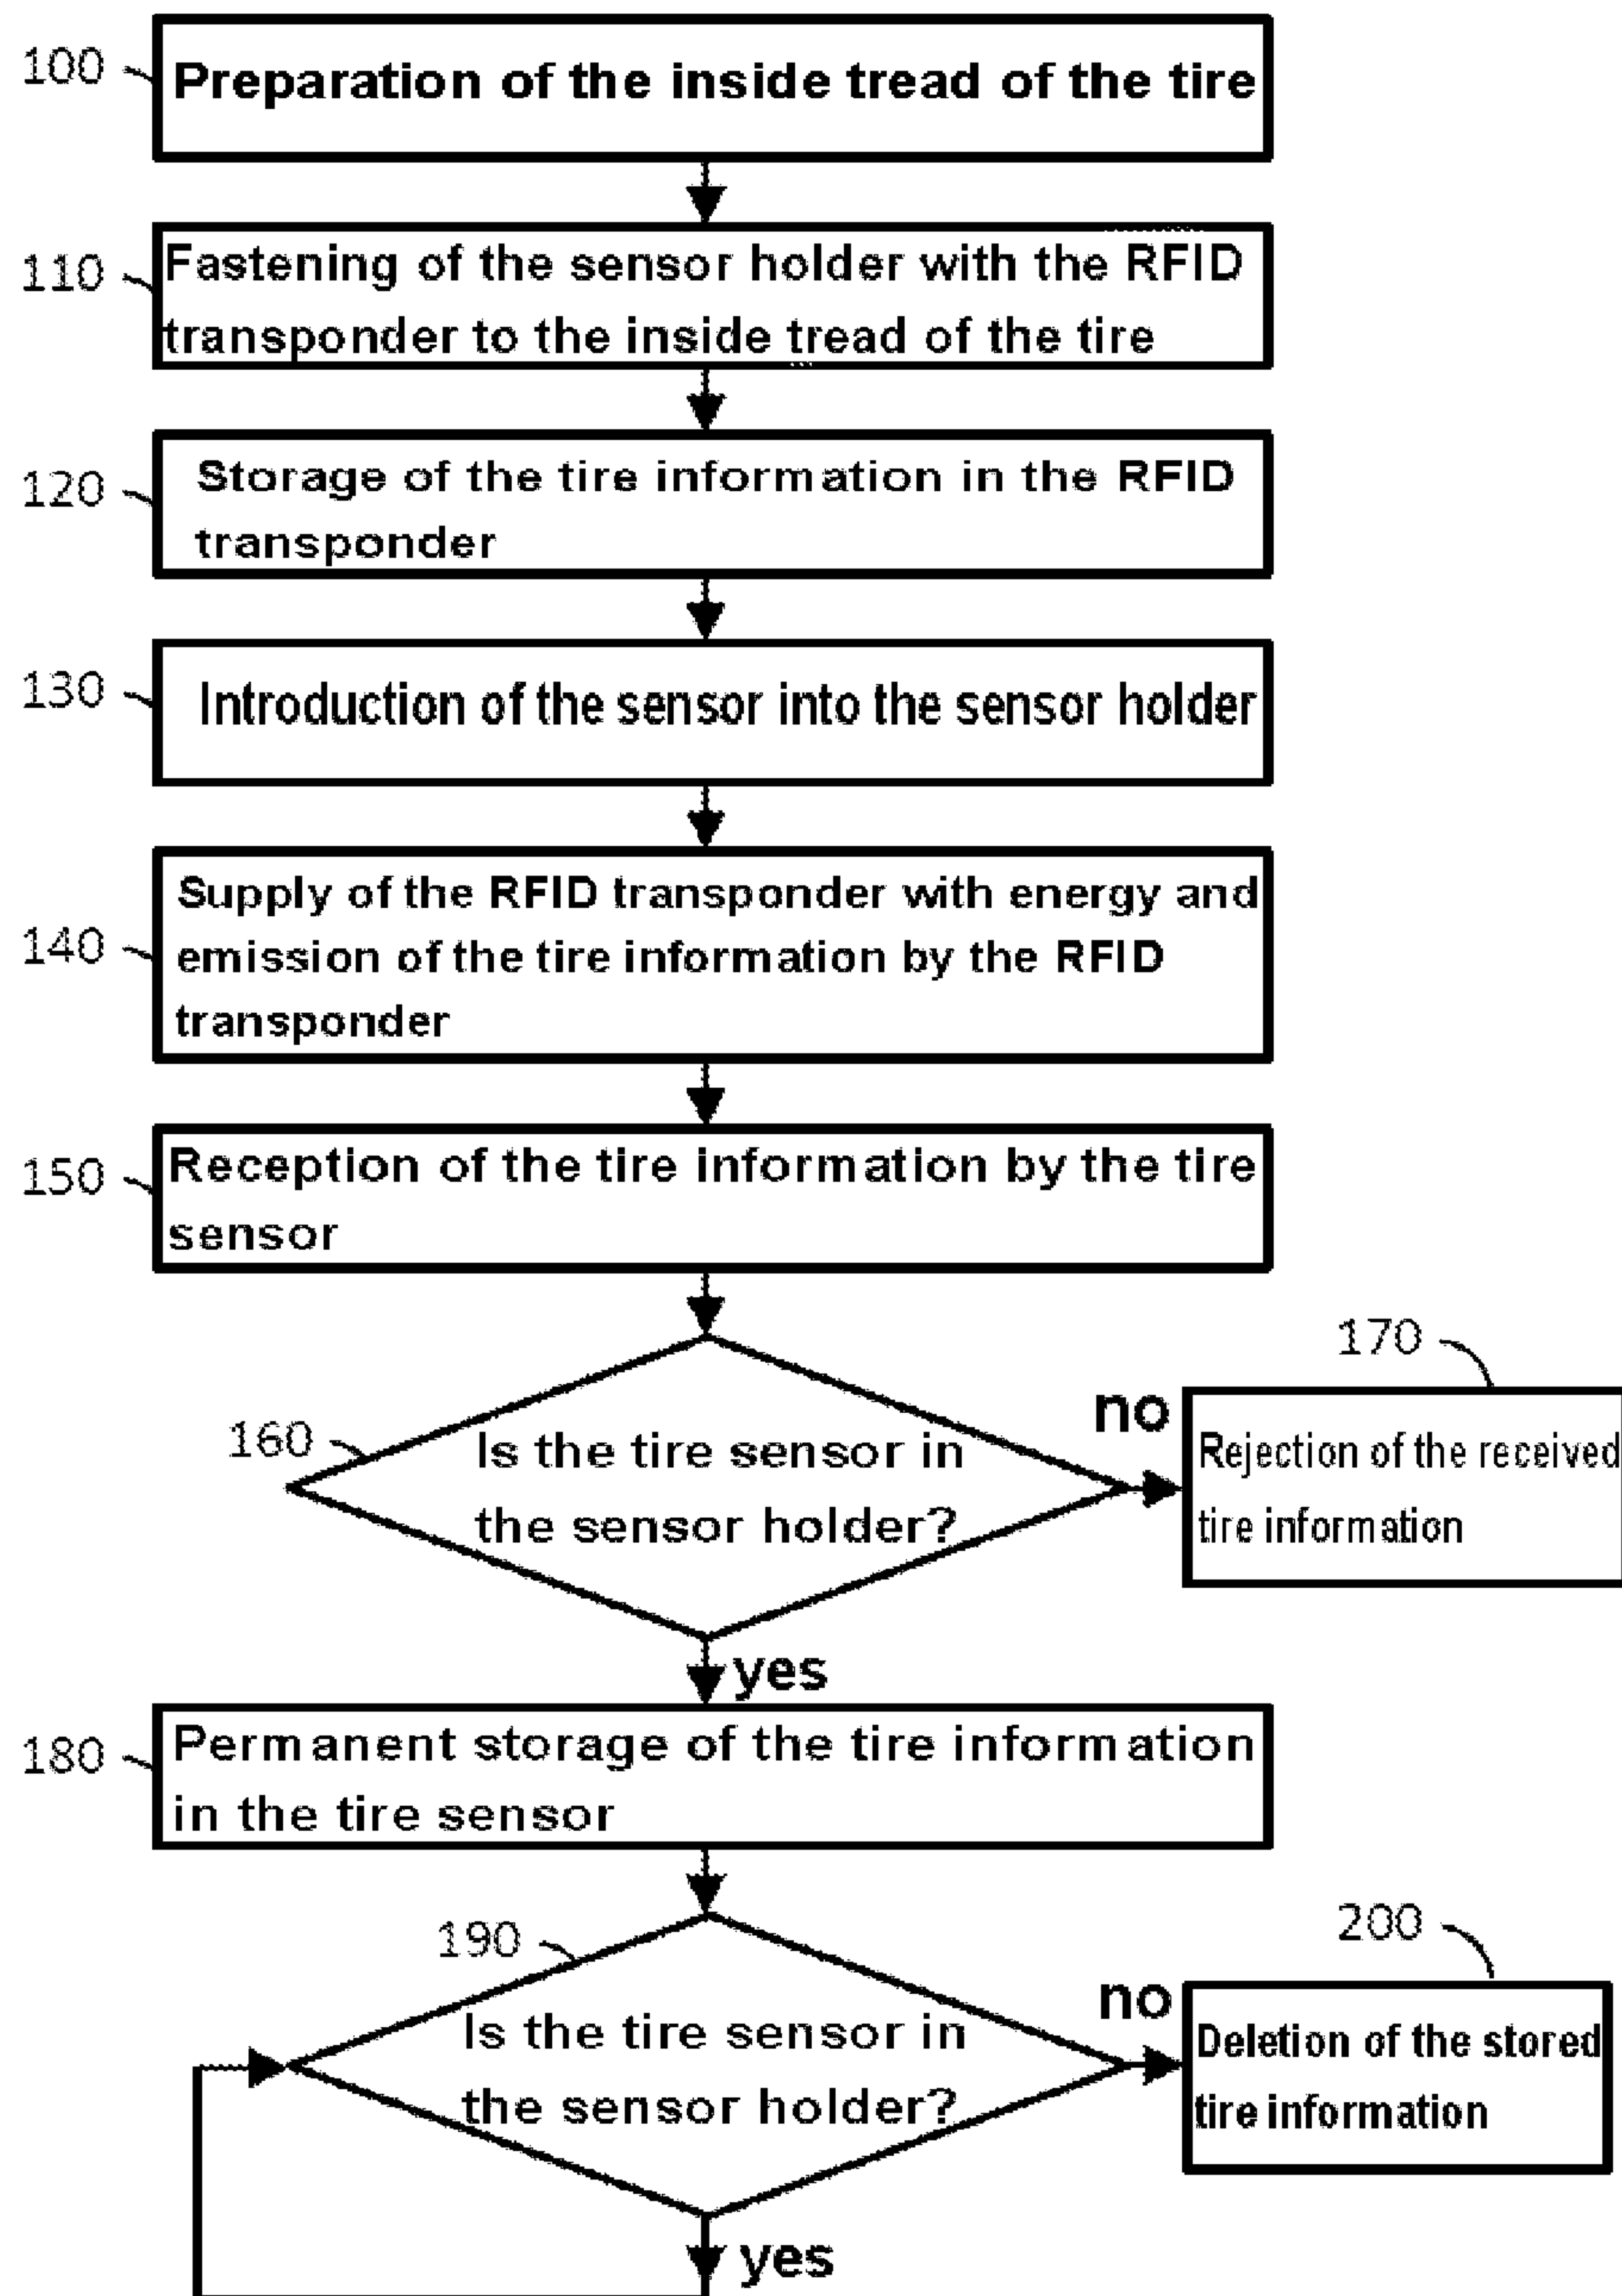 100
Preparation of the inside tread of the tire
110
Fastening of the sensor holder with the RFID
transponder to the inside tread of the tire
120
Storage of the tire information in the RFID
transponder
130
Introduction of the sensor into the sensor holder
140
Supply of the RFID transponder with energy and
emission of the tire information by the RFID
transponder
150
Reception of the tire information by the tire
sensor
160
Is the tire sensor in
the sensor holder?
no
170
Rejection of the received
tire information
yes
180
Permanent storage of the tire information
in the tire sensor
190
Is the tire sensor in
the sensor holder?
no
200
Deletion of the stored
tire information
yes